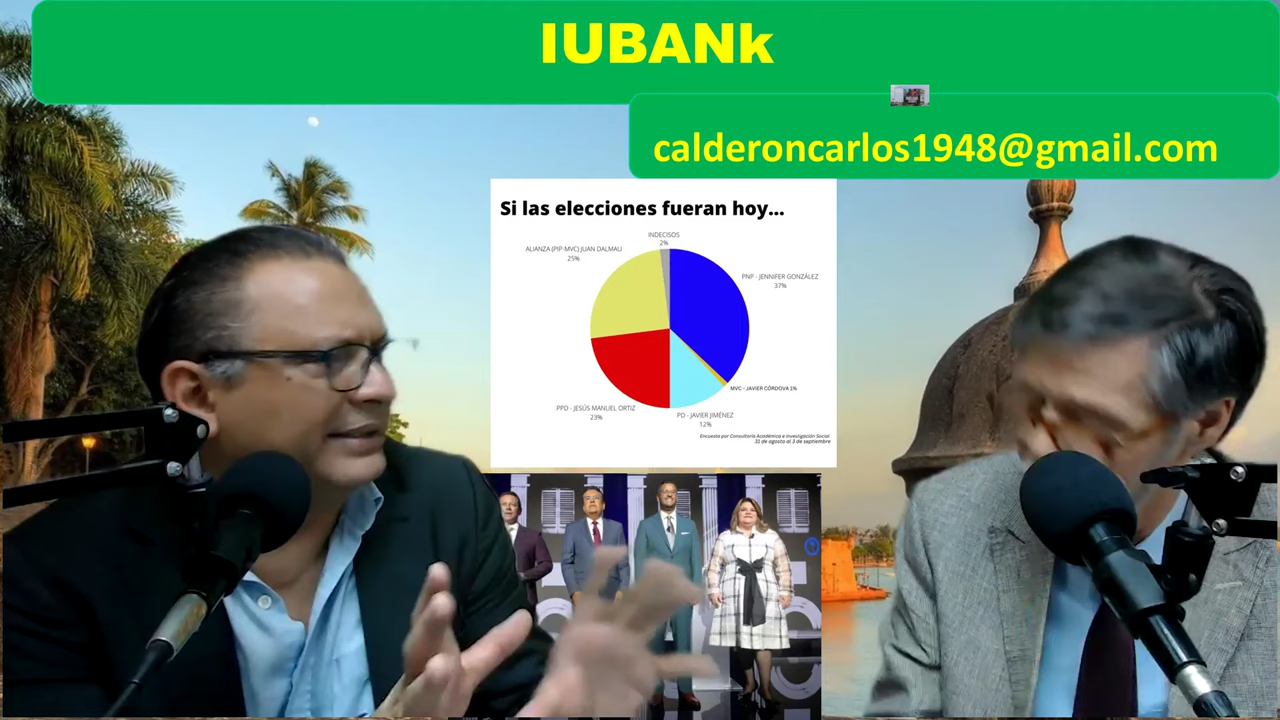 IUBANk
calderoncarlos1948@gmail.com
Si las elecciones fueran hoy...
INDECISOS
2%
ALIANZA (PIP-MVC) JUAN DALMAU
25%
PNP - JENNIFER GONZÁLEZ
37%
MVC - JAVIER CÓRDOVA 1%
PPD - JESÚS MANUEL ORTIZ
23%
PD - JAVIER JIMÉNEZ
12%
Encuesta por Consultoría Académica e Investigación Social
31 de agosto al 3 de septiembre